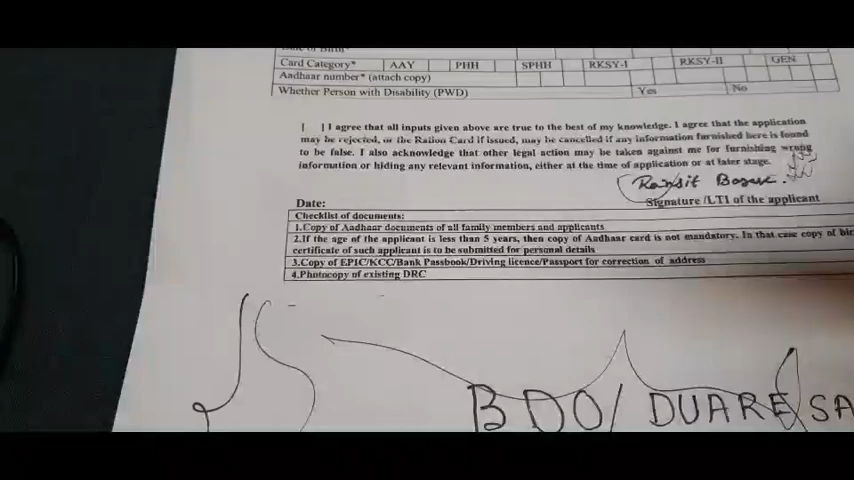 Date of Birth*
Card Category* AAY PHH SPHH RKSY-I RKSY-II GEN
Aadhaar number* (attach copy)
Whether Person with Disability (PWD) Yes No
[ ] I agree that all inputs given above are true to the best of my knowledge. I agree that the application
may be rejected, or the Ration Card if issued, may be cancelled if any information furnished here is found
to be false. I also acknowledge that other legal action may be taken against me for furnishing wrong
information or hiding any relevant information, either at the time of application or at later stage.
Signature /LTI of the applicant
Date:
Checklist of documents:
1.Copy of Aadhaar documents of all family members and applicants
2.If the age of the applicant is less than 5 years, then copy of Aadhaar card is not mandatory. In that case copy of bir
certificate of such applicant is to be submitted for personal details
3.Copy of EPIC/KCC/Bank Passbook/Driving licence/Passport for correction of address
4.Photocopy of existing DRC
BDO/ DUARE SA